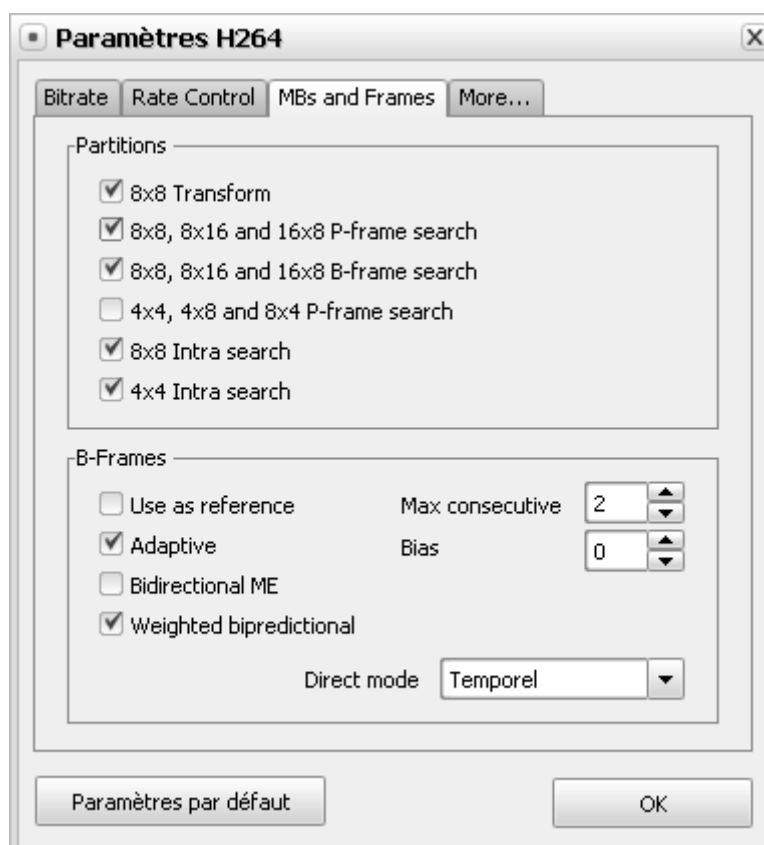 Paramètres H264
Bitrate Rate Control MBs and Frames More...
Partitions
8x8 Transform
8x8, 8x16 and 16x8 P-frame search
8x8, 8x16 and 16x8 B-frame search
4x4, 4x8 and 8x4 P-frame search
8x8 Intra search
4x4 Intra search
B-Frames
Use as reference Max consecutive 2
Adaptive Bias 0
Bidirectional ME
Weighted bipredictional
Direct mode Temporel
Paramètres par défaut OK